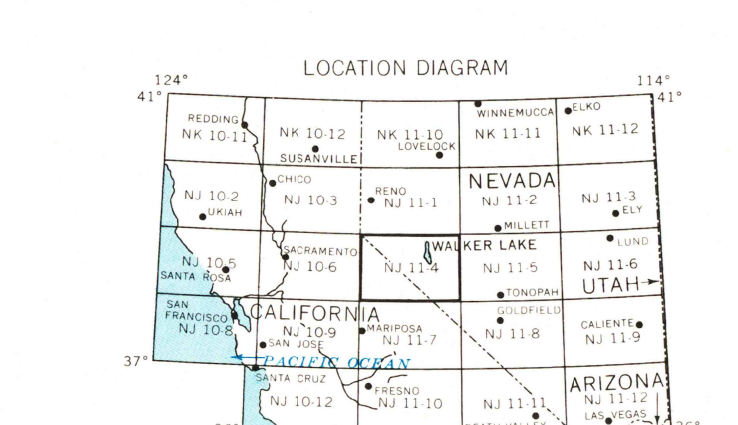 LOCATION DIAGRAM
124°
114°
41°
41°
REDDING
NK 10-11
NK 10-12
SUSANVILLE
NK 11-10
LOVELOCK
WINNEMUCCA
NK 11-11
ELKO
NK 11-12
NJ 10-2
UKIAH
CHICO
NJ 10-3
RENO
NJ 11-1
NEVADA
NJ 11-2
MILLETT
NJ 11-3
ELY
NJ 10-5
SANTA ROSA
SACRAMENTO
NJ 10-6
WALKER LAKE
NJ 11-4
NJ 11-5
TONOPAH
LUND
NJ 11-6
UTAH
SAN
FRANCISCO
NJ 10-8
CALIFORNIA
NJ 10-9
SAN JOSE
MARIPOSA
NJ 11-7
GOLDFIELD
NJ 11-8
CALIENTE
NJ 11-9
37°
PACIFIC OCEAN
SANTA CRUZ
NJ 10-12
FRESNO
NJ 11-10
NJ 11-11
DEATH VALLEY
ARIZONA
NJ 11-12
LAS VEGAS
36°